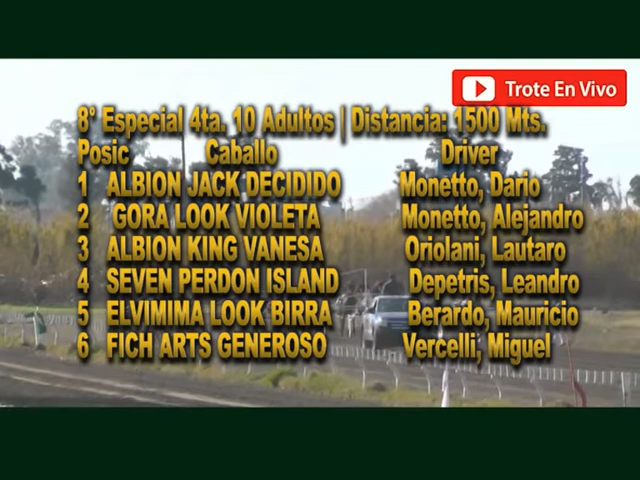 Trote En Vivo
8° Especial 4ta. 10 Adultos | Distancia: 1500 Mts.
Posic Caballo Driver
1 ALBION JACK DECIDIDO Monetto, Dario
2 GORA LOOK VIOLETA Monetto, Alejandro
3 ALBION KING VANESA Oriolani, Lautaro
4 SEVEN PERDON ISLAND Depetris, Leandro
5 ELVIMIMA LOOK BIRRA Berardo, Mauricio
6 FICH ARTS GENEROSO Vercelli, Miguel